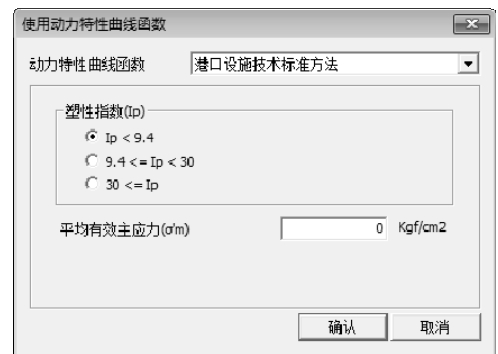 使用动力特性曲线函数
动力特性曲线函数 港口设施技术标准方法
塑性指数(Ip)
Ip < 9.4
9.4 <= Ip < 30
30 <= Ip
平均有效主应力(σ'm) 0 Kgf/cm2
确认 取消